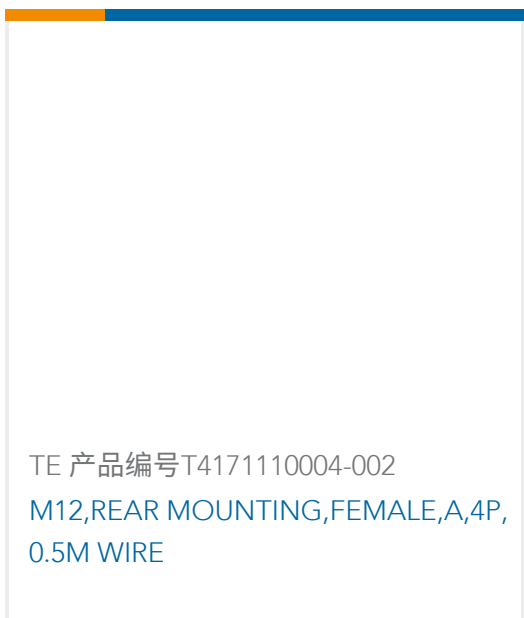 TE 产品编号T4171110004-002
M12,REAR MOUNTING,FEMALE,A,4P,
0.5M WIRE